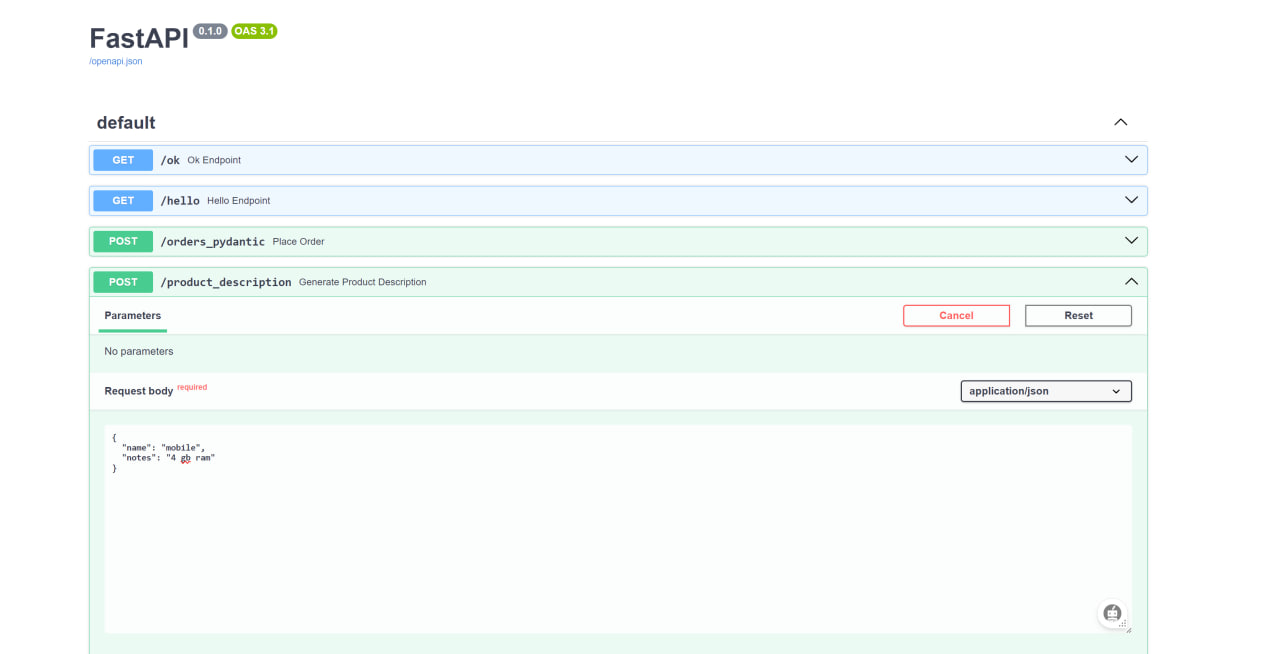 FastAPI 0.1.0 OAS 3.1
/openapi.json
default
GET /ok Ok Endpoint
GET /hello Hello Endpoint
POST /orders_pydantic Place Order
POST /product_description Generate Product Description
Parameters Cancel Reset
No parameters
Request body required application/json
{
  "name": "mobile",
  "notes": "4 gb ram"
}